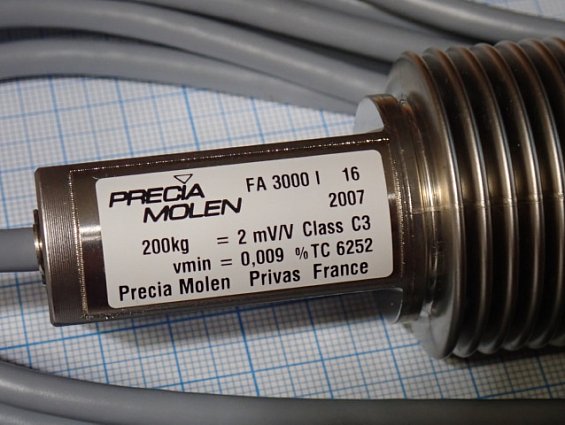 PRECIA MOLEN
FA 3000 I 16
2007
200kg = 2 mV/V Class C3
vmin = 0,009 % TC 6252
Precia Molen Privas France